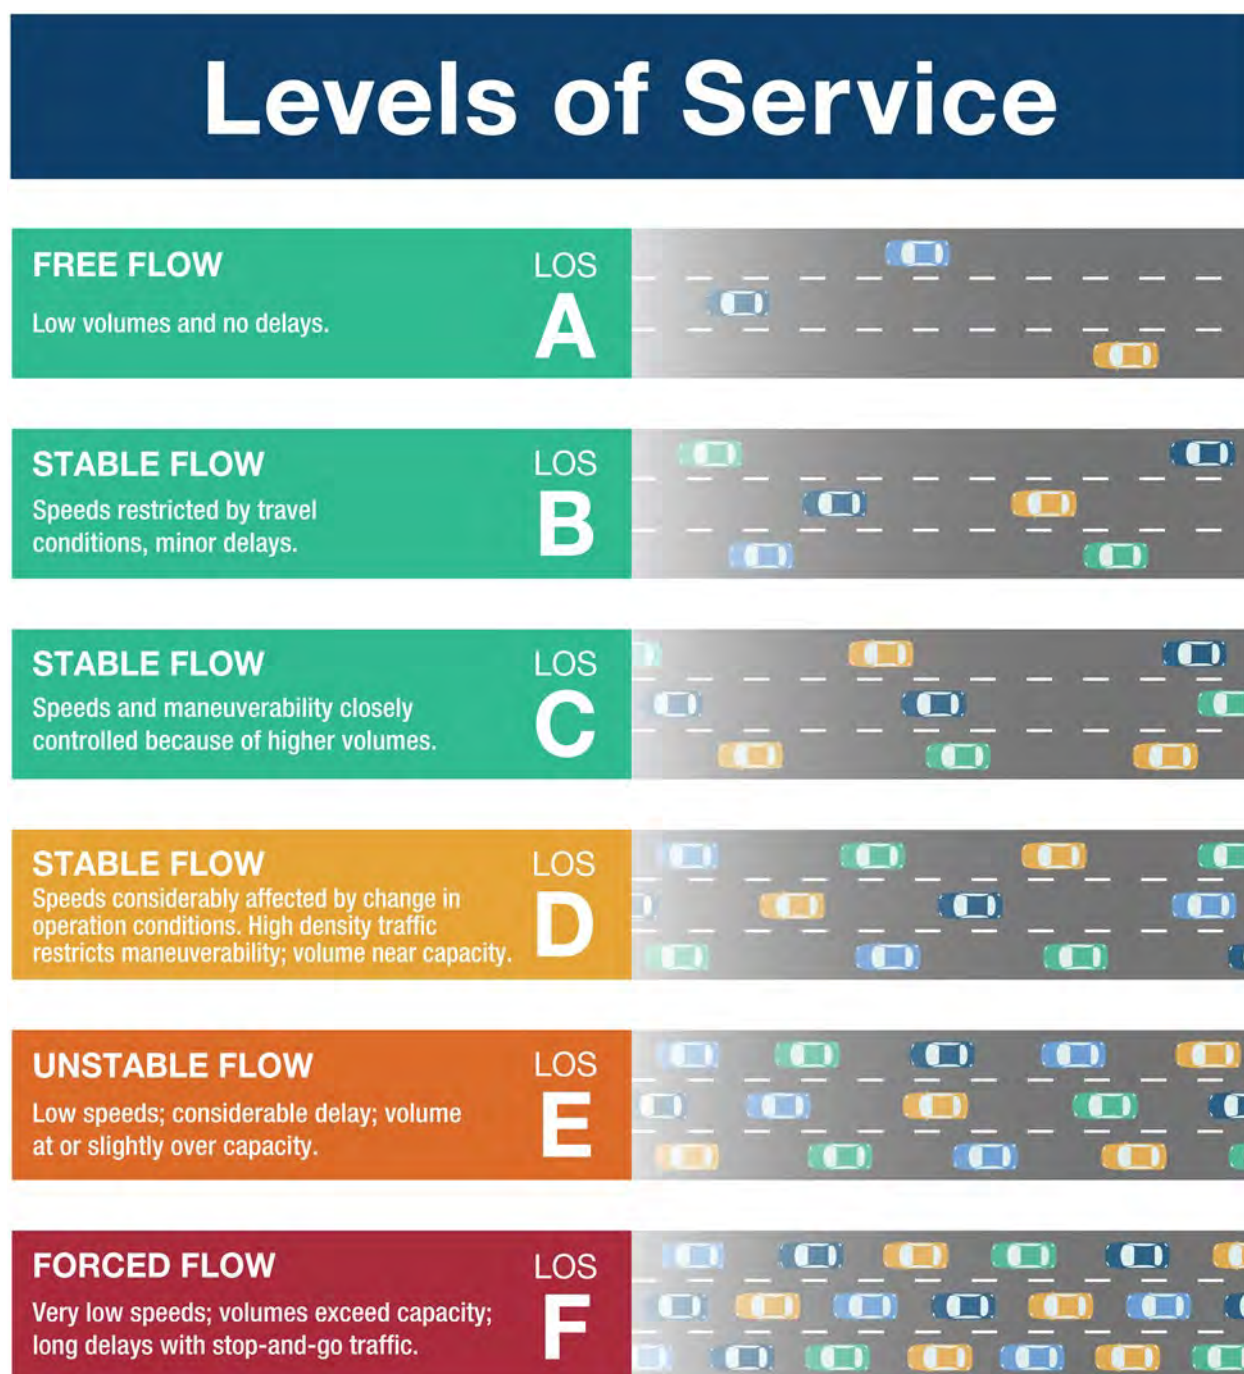 Levels of Service
FREE FLOW
Low volumes and no delays.
LOS
A
STABLE FLOW
Speeds restricted by travel
conditions, minor delays.
LOS
B
STABLE FLOW
Speeds and maneuverability closely
controlled because of higher volumes.
LOS
C
STABLE FLOW
Speeds considerably affected by change in
operation conditions. High density traffic
restricts maneuverability; volume near capacity.
LOS
D
UNSTABLE FLOW
Low speeds; considerable delay; volume
at or slightly over capacity.
LOS
E
FORCED FLOW
Very low speeds; volumes exceed capacity;
long delays with stop-and-go traffic.
LOS
F